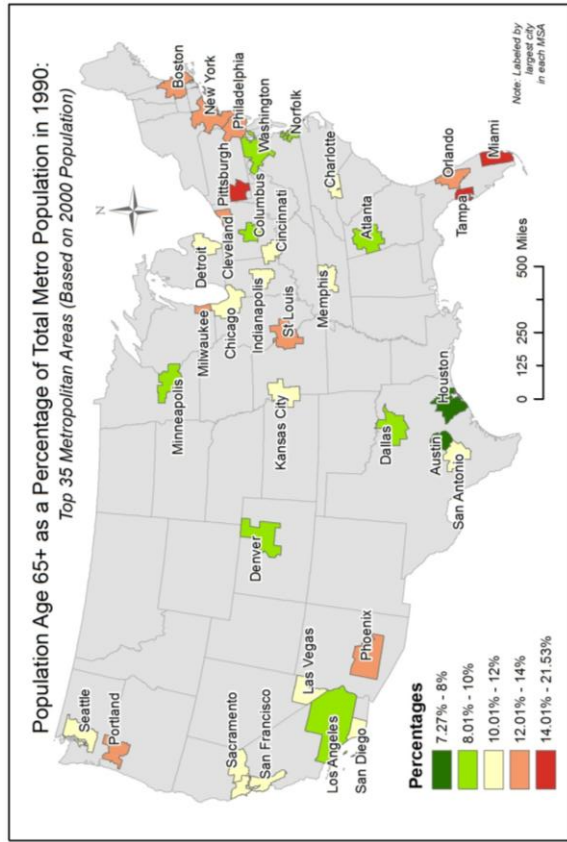 Population Age 65+ as a Percentage of Total Metro Population in 1990:
Top 35 Metropolitan Areas (Based on 2000 Population)
N
Seattle
Portland
Minneapolis
Milwaukee
Detroit
Cleveland
Pittsburgh
Boston
New York
Philadelphia
Washington
Norfolk
Chicago
Indianapolis
Columbus
Cincinnati
Sacramento
San Francisco
Denver
Kansas City
St Louis
Las Vegas
Los Angeles
San Diego
Phoenix
Memphis
Charlotte
Atlanta
Dallas
Austin
San Antonio
Houston
Orlando
Tampa
Miami
Percentages
7.27% - 8%
8.01% - 10%
10.01% - 12%
12.01% - 14%
14.01% - 21.53%
0 125 250 500 Miles
Note: Labeled by
largest city
in each MSA